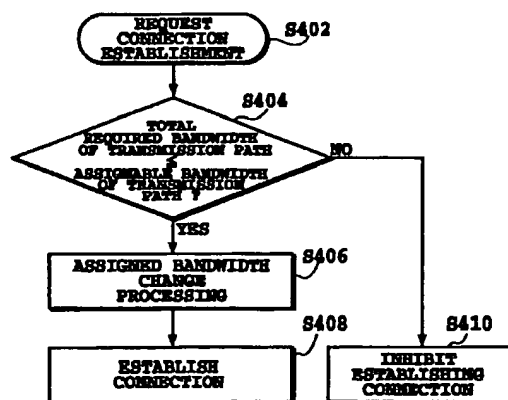 REQUEST
CONNECTION
ESTABLISHMENT
S402
S404
TOTAL
REQUIRED BANDWIDTH
OF TRANSMISSION PATH
≤
ASSIGNABLE BANDWIDTH
OF TRANSMISSION
PATH ?
NO
YES
ASSIGNED BANDWIDTH
CHANGE
PROCESSING
S406
ESTABLISH
CONNECTION
S408
INHIBIT
ESTABLISHING
CONNECTION
S410